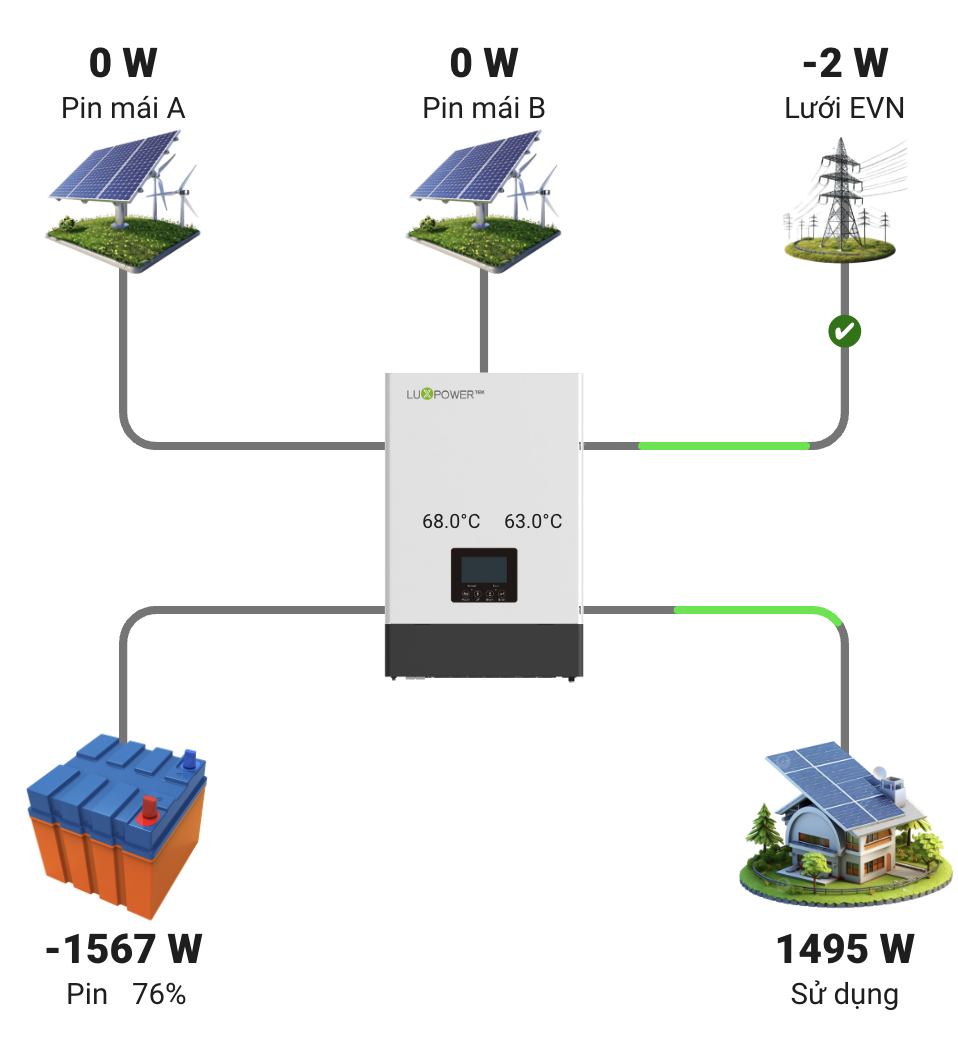 0 W
Pin mái A
0 W
Pin mái B
-2 W
Lưới EVN
LUXPOWERTEK
68.0°C 63.0°C
-1567 W
Pin 76%
1495 W
Sử dụng